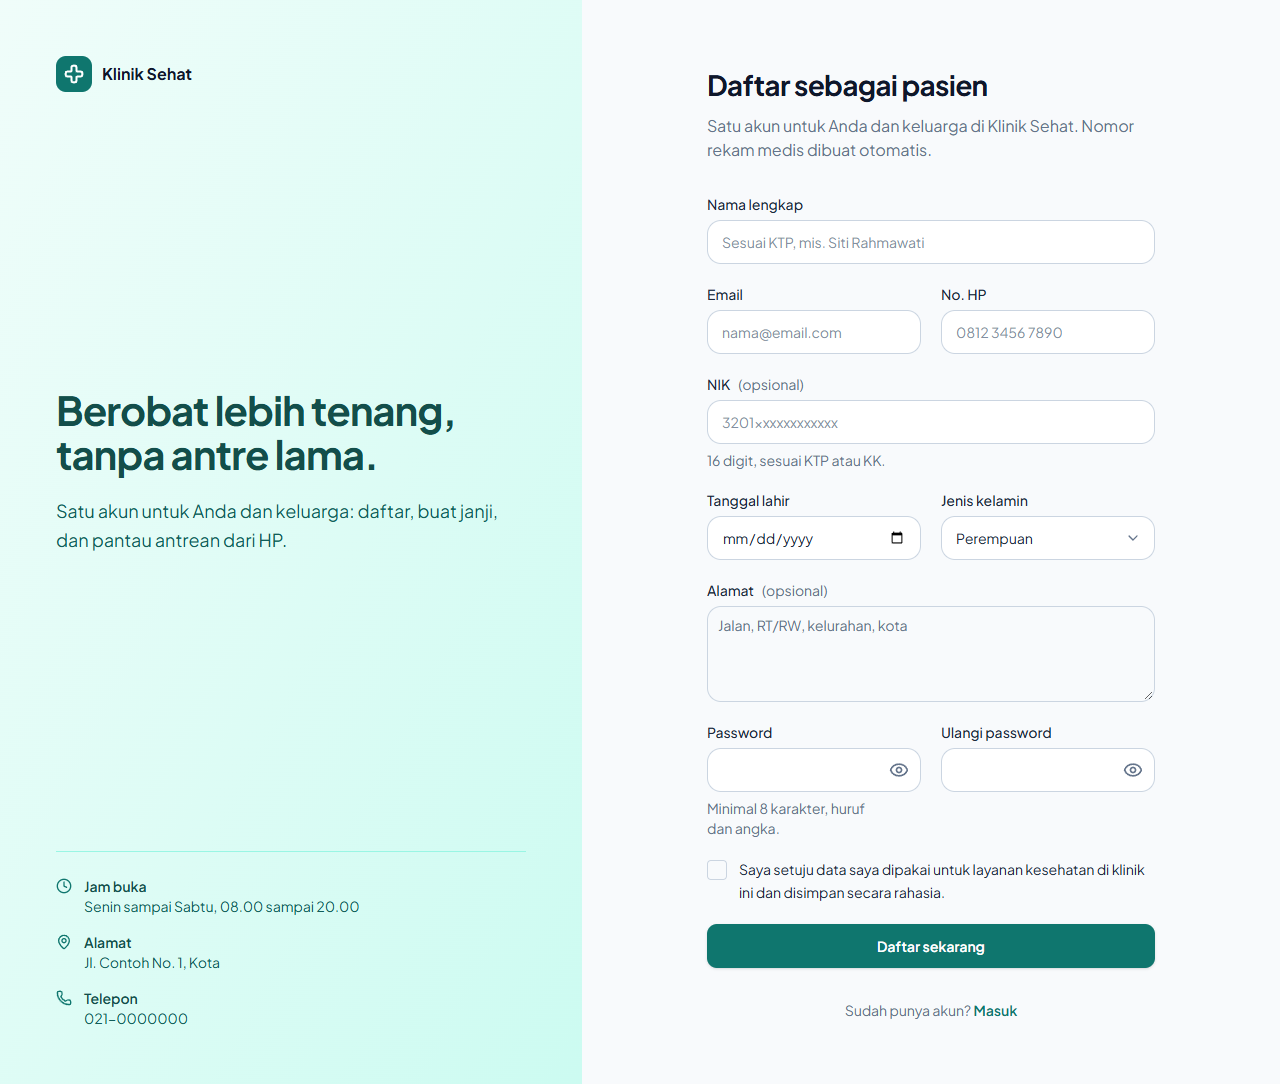 Klinik Sehat
Berobat lebih tenang,
tanpa antre lama.
Satu akun untuk Anda dan keluarga: daftar, buat janji,
dan pantau antrean dari HP.
Jam buka
Senin sampai Sabtu, 08.00 sampai 20.00
Alamat
Jl. Contoh No. 1, Kota
Telepon
021-0000000
Daftar sebagai pasien
Satu akun untuk Anda dan keluarga di Klinik Sehat. Nomor
rekam medis dibuat otomatis.
Nama lengkap
Sesuai KTP, mis. Siti Rahmawati
Email No. HP
nama@email.com 0812 3456 7890
NIK (opsional)
3201xxxxxxxxxxxx
16 digit, sesuai KTP atau KK.
Tanggal lahir Jenis kelamin
mm/dd/yyyy Perempuan
Alamat (opsional)
Jalan, RT/RW, kelurahan, kota
Password Ulangi password
Minimal 8 karakter, huruf
dan angka.
Saya setuju data saya dipakai untuk layanan kesehatan di klinik
ini dan disimpan secara rahasia.
Daftar sekarang
Sudah punya akun? Masuk